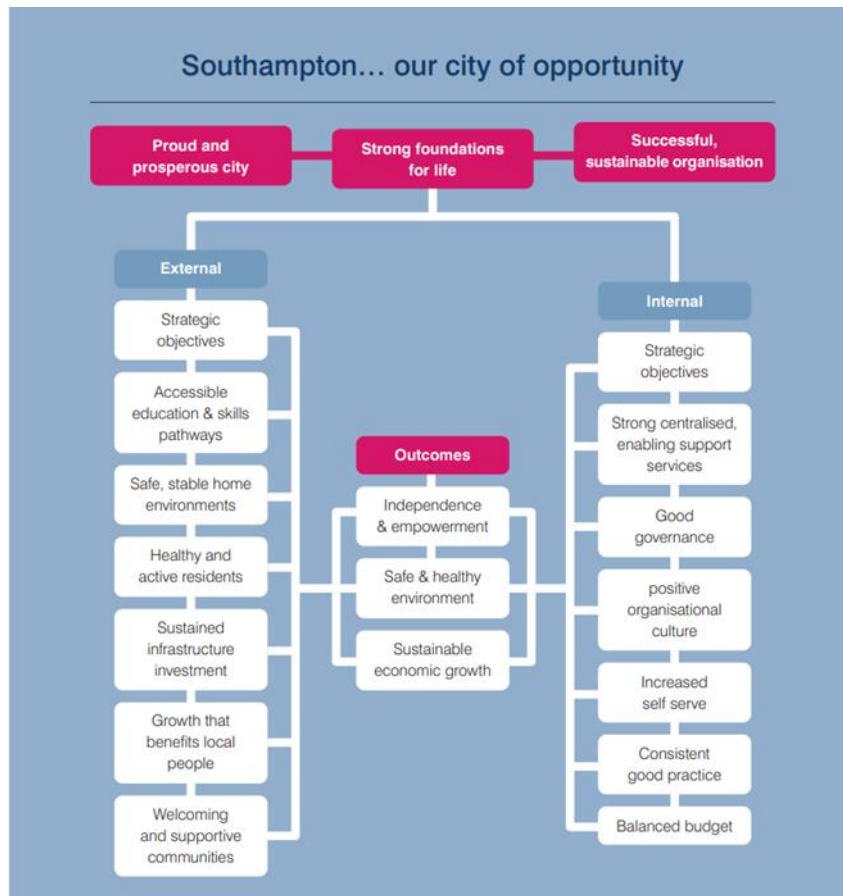 Southampton... our city of opportunity
Proud and
prosperous city
Strong foundations
for life
Successful,
sustainable organisation
External
Strategic
objectives
Accessible
education & skills
pathways
Safe, stable home
environments
Healthy and
active residents
Sustained
infrastructure
investment
Growth that
benefits local
people
Welcoming
and supportive
communities
Outcomes
Independence
& empowerment
Safe & healthy
environment
Sustainable
economic growth
Internal
Strategic
objectives
Strong centralised,
enabling support
services
Good
governance
positive
organisational
culture
Increased
self serve
Consistent
good practice
Balanced budget